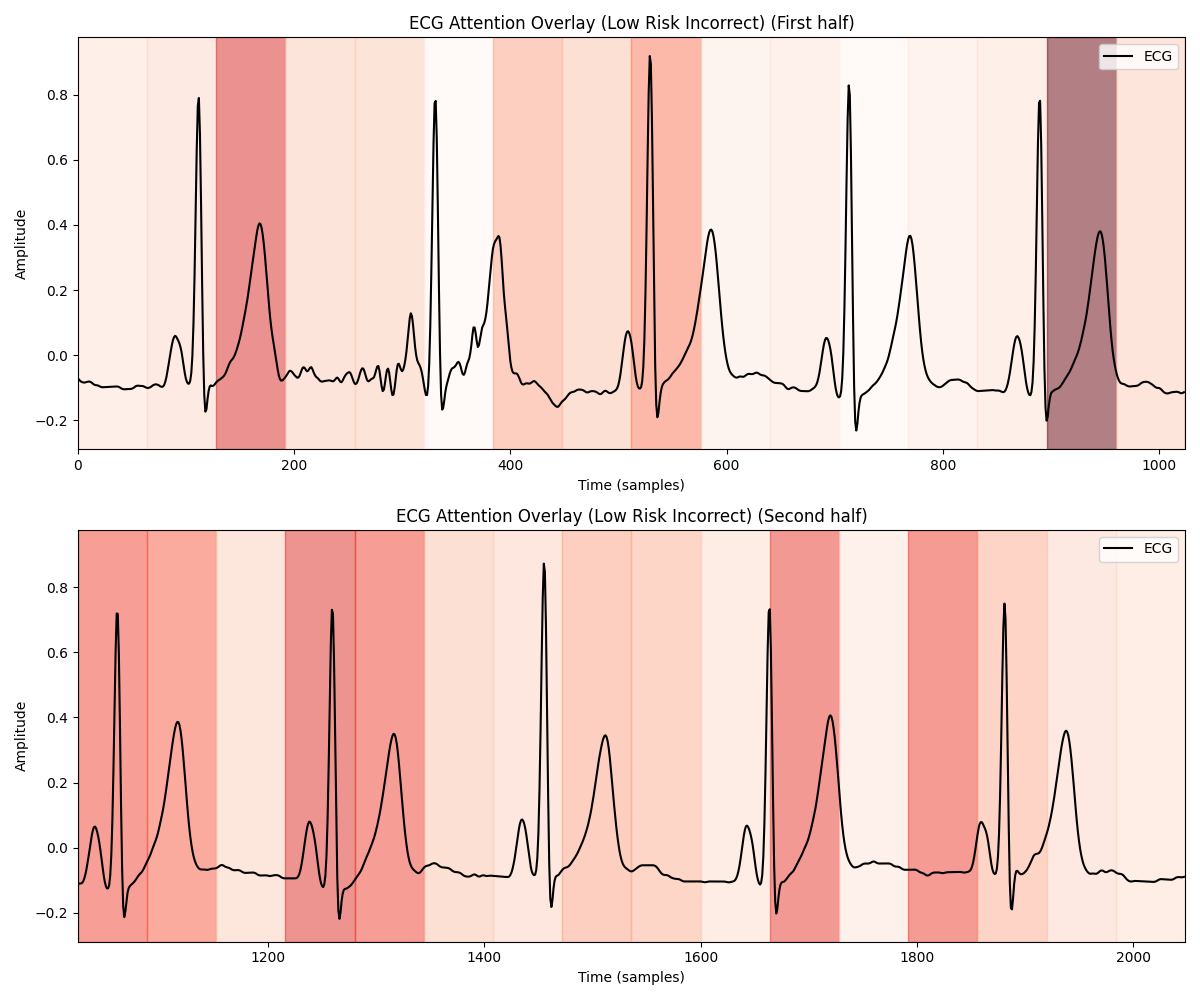 ECG Attention Overlay (Low Risk Incorrect) (First half)
ECG
Amplitude
0.8
0.6
0.4
0.2
0.0
−0.2
0 200 400 600 800 1000
Time (samples)
ECG Attention Overlay (Low Risk Incorrect) (Second half)
ECG
Amplitude
0.8
0.6
0.4
0.2
0.0
−0.2
1200 1400 1600 1800 2000
Time (samples)